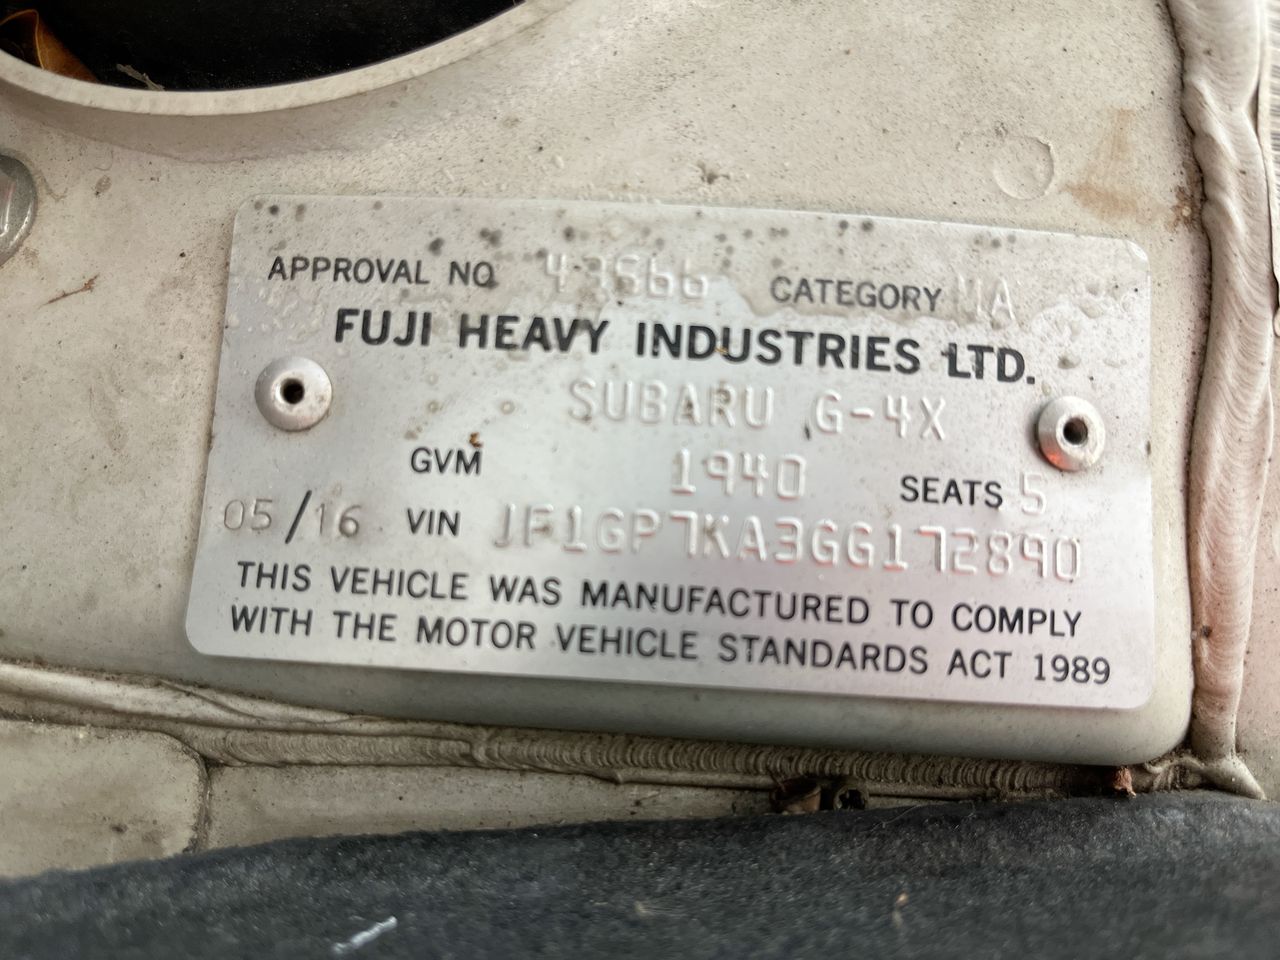 APPROVAL NO 43566 CATEGORY MA
FUJI HEAVY INDUSTRIES LTD.
SUBARU G-4X
GVM 1940 SEATS 5
05/16 VIN JF1GP7KA3GG172890
THIS VEHICLE WAS MANUFACTURED TO COMPLY
WITH THE MOTOR VEHICLE STANDARDS ACT 1989